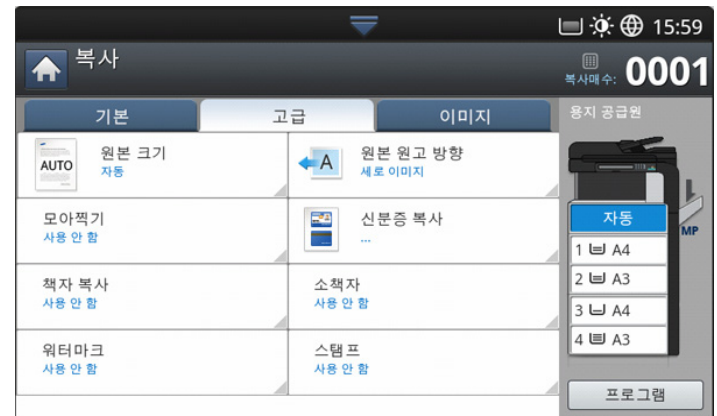 15:59
복사
복사매수: 0001
기본
고급
이미지
용지 공급원
AUTO
원본 크기
자동
A
원본 원고 방향
세로 이미지
모아찍기
사용 안 함
신분증 복사
...
책자 복사
사용 안 함
소책자
사용 안 함
워터마크
사용 안 함
스탬프
사용 안 함
자동
MP
1 A4
2 A3
3 A4
4 A3
프로그램